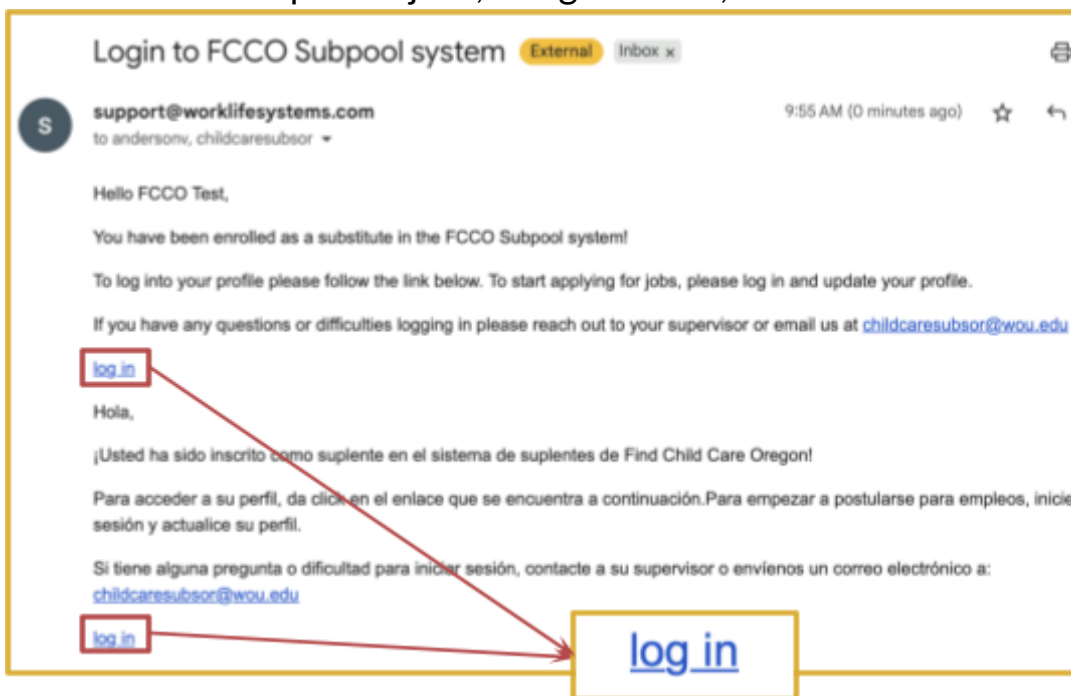 Login to FCCO Subpool system External Inbox x
S
support@worklifesystems.com 9:55 AM (0 minutes ago)
to andersonv, childcaresubsor
Hello FCCO Test,
You have been enrolled as a substitute in the FCCO Subpool system!
To log into your profile please follow the link below. To start applying for jobs, please log in and update your profile.
If you have any questions or difficulties logging in please reach out to your supervisor or email us at childcaresubsor@wou.edu
log in
Hola,
¡Usted ha sido inscrito como suplente en el sistema de suplentes de Find Child Care Oregon!
Para acceder a su perfil, da click en el enlace que se encuentra a continuación.Para empezar a postularse para empleos, inicie
sesión y actualice su perfil.
Si tiene alguna pregunta o dificultad para iniciar sesión, contacte a su supervisor o envíenos un correo electrónico a:
childcaresubsor@wou.edu
log in
log in